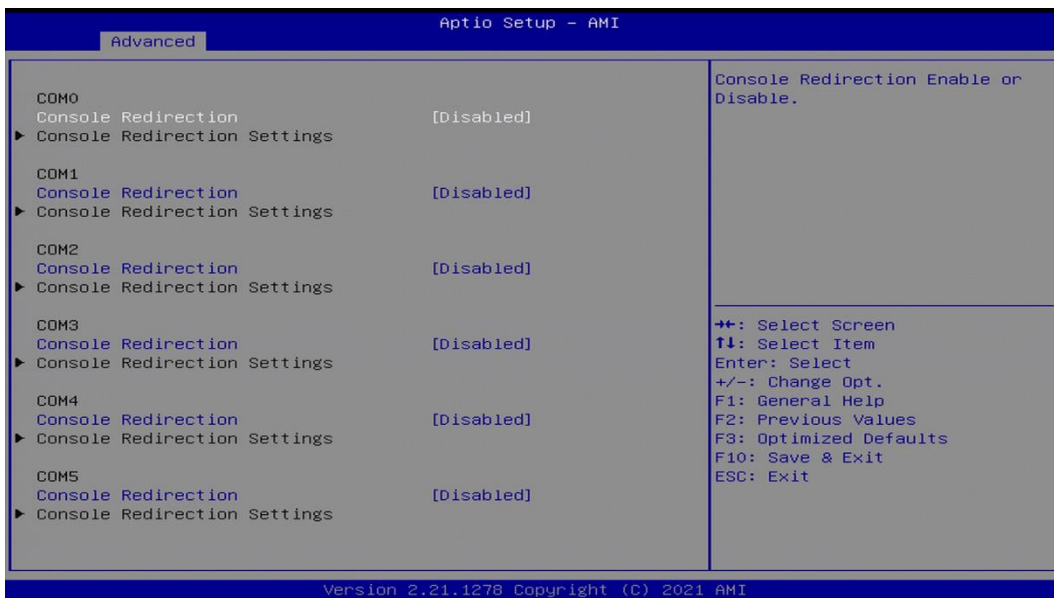 Aptio Setup – AMI
Advanced
COM0
Console Redirection [Disabled]
► Console Redirection Settings
COM1
Console Redirection [Disabled]
► Console Redirection Settings
COM2
Console Redirection [Disabled]
► Console Redirection Settings
COM3
Console Redirection [Disabled]
► Console Redirection Settings
COM4
Console Redirection [Disabled]
► Console Redirection Settings
COM5
Console Redirection [Disabled]
► Console Redirection Settings
Console Redirection Enable or
Disable.
→←: Select Screen
↑↓: Select Item
Enter: Select
+/-: Change Opt.
F1: General Help
F2: Previous Values
F3: Optimized Defaults
F10: Save & Exit
ESC: Exit
Version 2.21.1278 Copyright (C) 2021 AMI